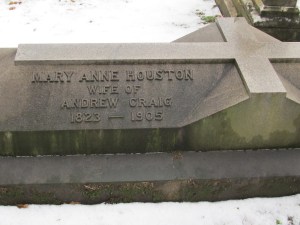 MARY ANNE HOUSTON
WIFE OF
ANDREW CRAIG
1823 — 1905